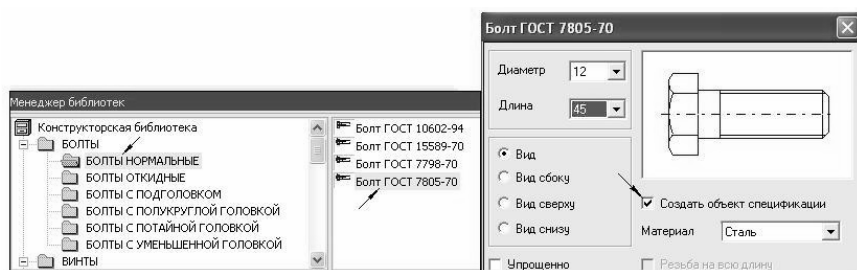 Менеджер библиотек
Конструкторская библиотека
БОЛТЫ
БОЛТЫ НОРМАЛЬНЫЕ
БОЛТЫ ОТКИДНЫЕ
БОЛТЫ С ПОДГОЛОВКОМ
БОЛТЫ С ПОЛУКРУГЛОЙ ГОЛОВКОЙ
БОЛТЫ С ПОТАЙНОЙ ГОЛОВКОЙ
БОЛТЫ С УМЕНЬШЕННОЙ ГОЛОВКОЙ
ВИНТЫ
Болт ГОСТ 10602-94
Болт ГОСТ 15589-70
Болт ГОСТ 7798-70
Болт ГОСТ 7805-70
Болт ГОСТ 7805-70
Диаметр 12
Длина 45
Вид
Вид сбоку
Вид сверху
Вид снизу
Упрощенно
Создать объект спецификации
Материал Сталь
Резьба на всю длину